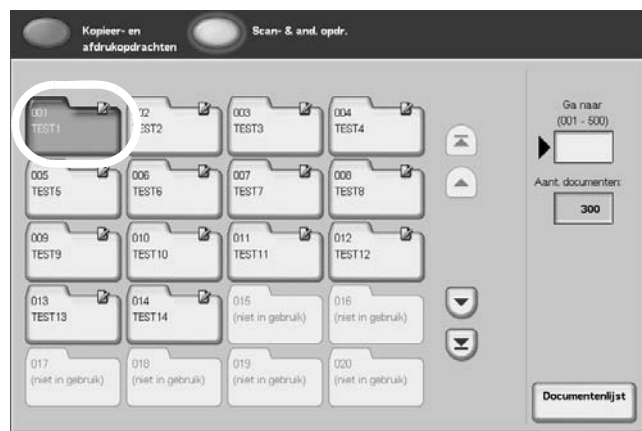 Kopieer- en
afdrukopdrachten
Scan- & and. opdr.
001
TEST1
02
EST2
003
TEST3
004
TEST4
005
TEST5
006
TEST6
007
TEST7
008
TEST8
009
TEST9
010
TEST10
011
TEST11
012
TEST12
013
TEST13
014
TEST14
015
(niet in gebruik)
016
(niet in gebruik)
017
(niet in gebruik)
018
(niet in gebruik)
019
(niet in gebruik)
020
(niet in gebruik)
Ga naar
(001 - 500)
Aant. documenten:
300
Documentenlijst